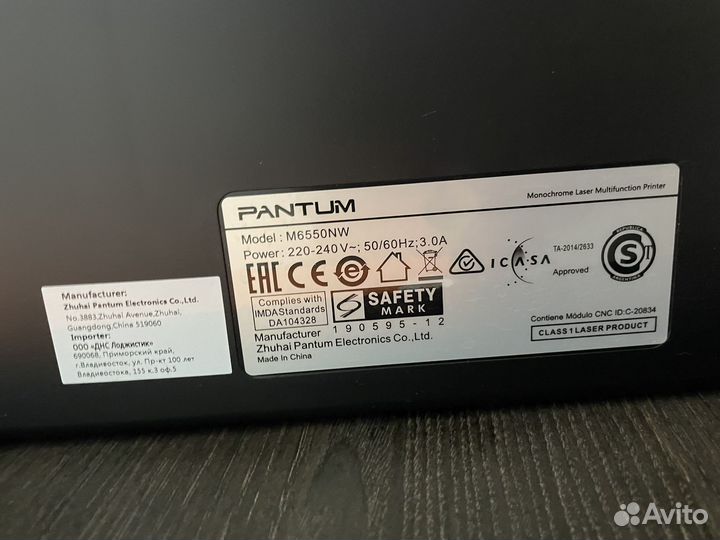 PANTUM
Monochrome Laser Multifunction Printer
Model: M6550NW
Power: 220-240V~; 50/60Hz;3.0A
EAC CE e
ICASA
TA-2014/2633
Approved
S
ARGENTINA
Complies with
IMDA Standards
DA104328
S SAFETY
MARK
190595-12
Contiene Módulo CNC ID:C-20834
CLASS 1 LASER PRODUCT
Zhuhai Pantum Electronics Co.,Ltd.
Made in China
Manufacturer:
Zhuhai Pantum Electronics Co.,Ltd.
No.3883,Zhuhai Avenue,Zhuhai,
Guangdong,China 519060
Importer:
ООО «ДНС Лоджистик»
690068, Приморский край,
г.Владивосток, ул. Пр-кт 100 лет
Владивостока, 155 к.3 оф.5
Avito